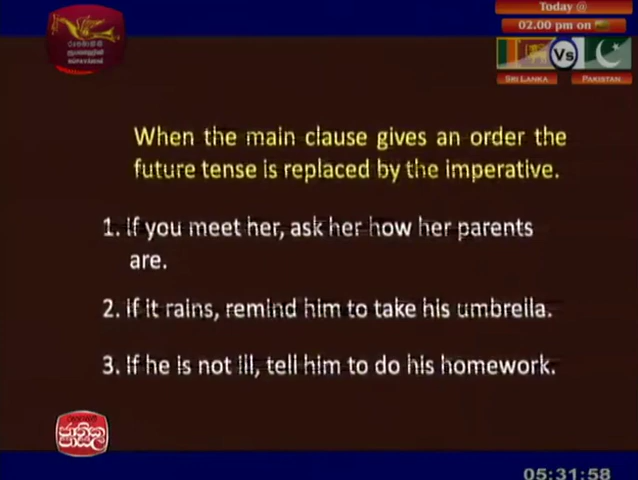 Today @
02.00 pm on
Vs
SRI LANKA
PAKISTAN
When the main clause gives an order the
future tense is replaced by the imperative.
1. If you meet her, ask her how her parents
are.
2. If it rains, remind him to take his umbrella.
3. If he is not ill, tell him to do his homework.
05:31:58